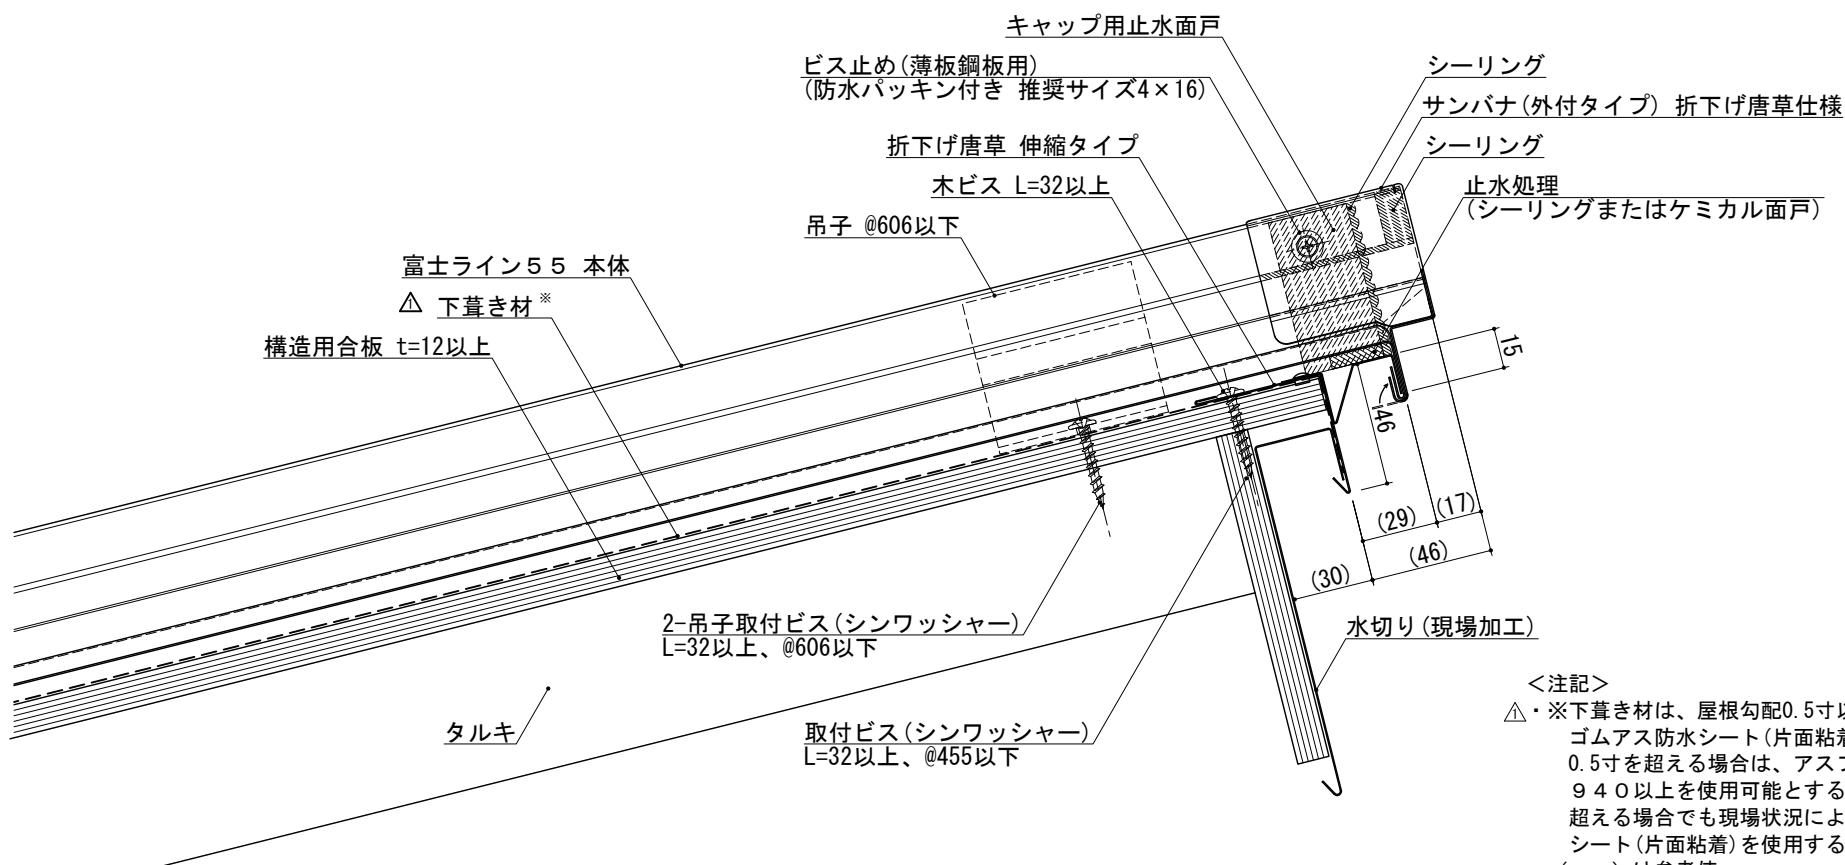 キャップ用止水面戸
ビス止め(薄板鋼板用)
(防水パッキン付き 推奨サイズ4×16)
シーリング
サンバナ(外付タイプ) 折下げ唐草仕様
折下げ唐草 伸縮タイプ
シーリング
木ビス L=32以上
止水処理
(シーリングまたはケミカル面戸)
吊子 @606以下
富士ライン55 本体
1 下葺き材※
構造用合板 t=12以上
15
46
(29)
(17)
(46)
(30)
2-吊子取付ビス(シンワッシャー)
L=32以上、@606以下
水切り(現場加工)
タルキ
取付ビス(シンワッシャー)
L=32以上、@455以下
<注記>
1・※下葺き材は、屋根勾配0.5寸以
ゴムアス防水シート(片面粘着
0.5寸を超える場合は、アスフ
940以上を使用可能とする
超える場合でも現場状況によ
シート(片面粘着)を使用する